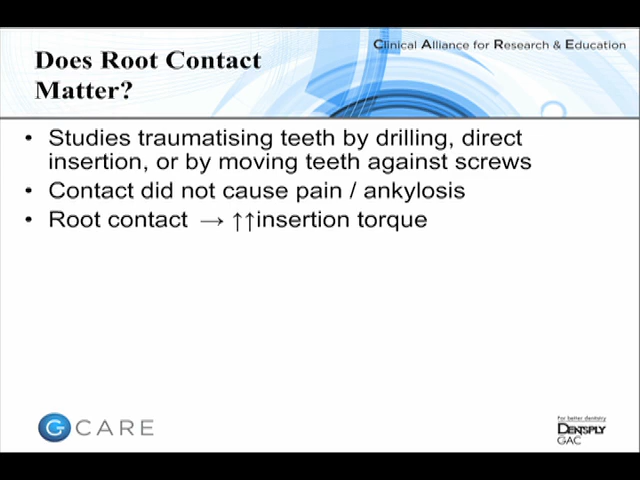 Clinical Alliance for Research & Education
Does Root Contact
Matter?
• Studies traumatising teeth by drilling, direct
insertion, or by moving teeth against screws
• Contact did not cause pain / ankylosis
• Root contact → ↑↑insertion torque
G CARE
For better dentistry
DENTSPLY
GAC